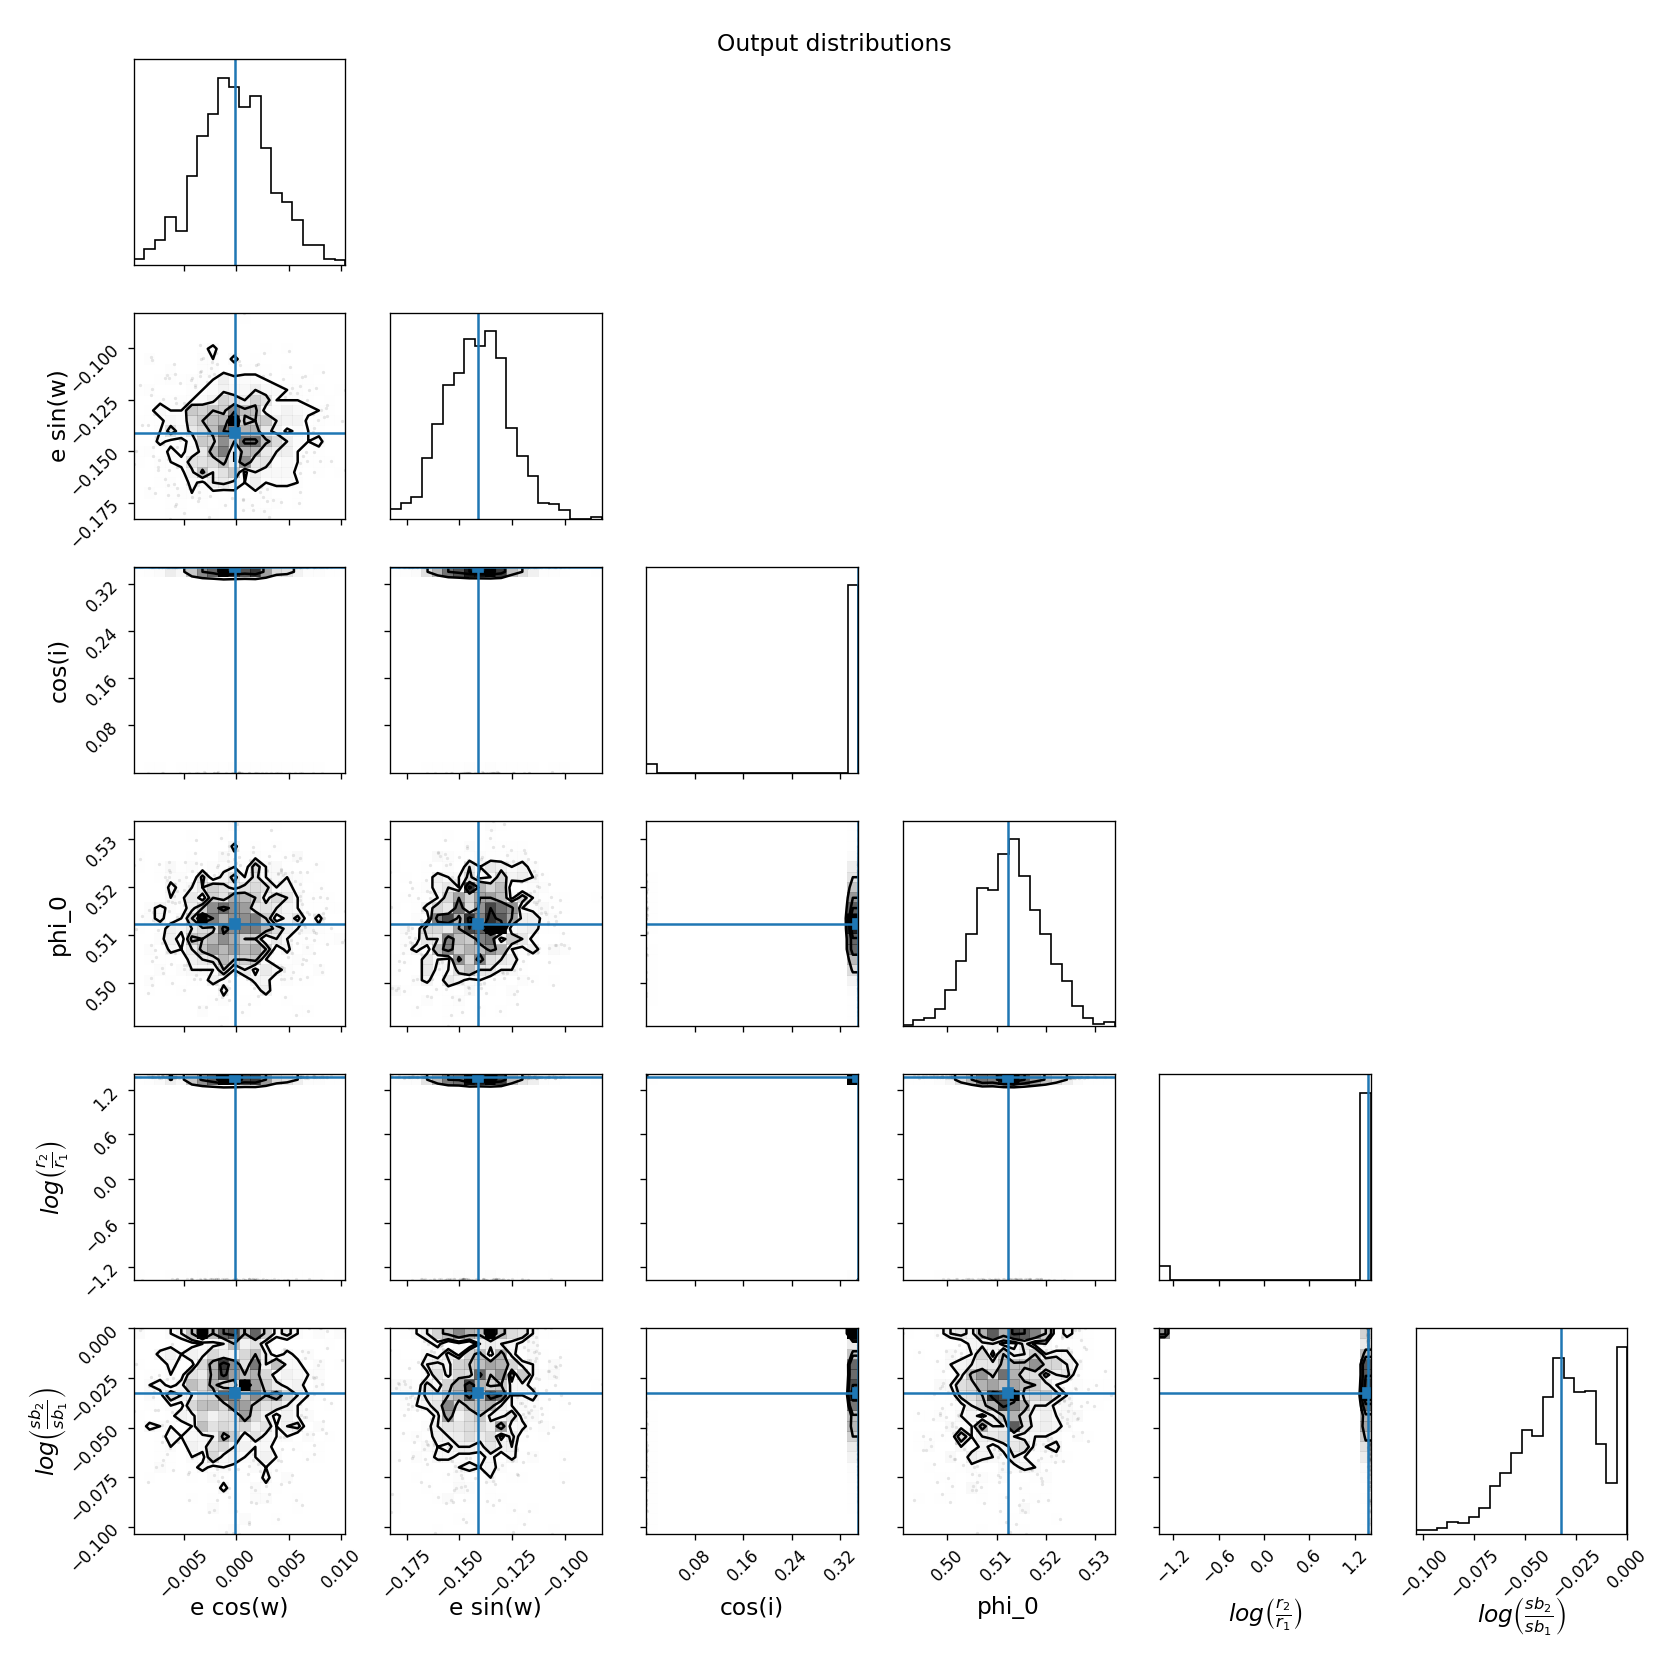 Output distributions
e sin(w)
−0.100
−0.125
−0.150
−0.175
cos(i)
0.32
0.24
0.16
0.08
phi_0
0.53
0.52
0.51
0.50
log(r₂/r₁)
1.2
0.6
0.0
−0.6
−1.2
log(sb₂/sb₁)
0.000
−0.025
−0.050
−0.075
−0.100
−0.005 0.000 0.005 0.010
−0.175 −0.150 −0.125 −0.100
0.08 0.16 0.24 0.32
0.50 0.51 0.52 0.53
−1.2 −0.6 0.0 0.6 1.2
−0.100 −0.075 −0.050 −0.025 0.000
e cos(w)
e sin(w)
cos(i)
phi_0
log(r₂/r₁)
log(sb₂/sb₁)